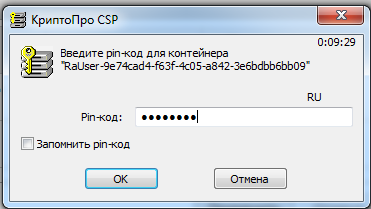 КриптоПро CSP
0:09:29
Введите pin-код для контейнера
"RaUser-9e74cad4-f63f-4c05-a842-3e6bdbb6bb09"
RU
Pin-код: ●●●●●●●●
Запомнить pin-код
OK Отмена